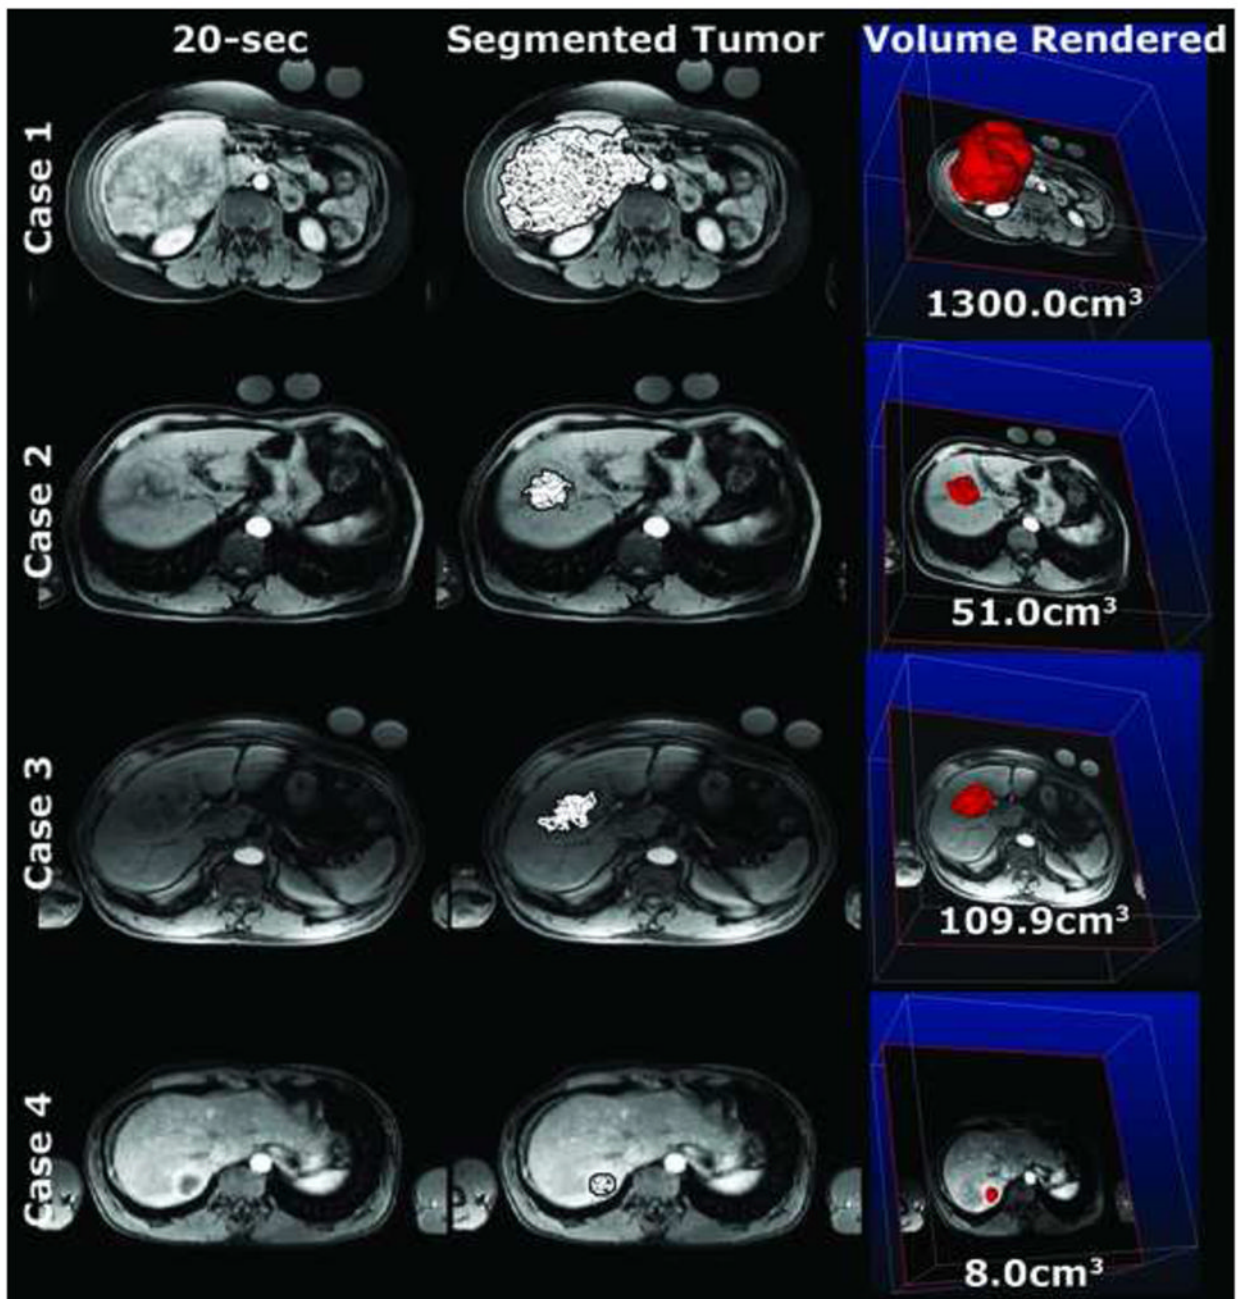 20-sec Segmented Tumor Volume Rendered
Case 1
1300.0cm³
Case 2
51.0cm³
Case 3
109.9cm³
Case 4
8.0cm³